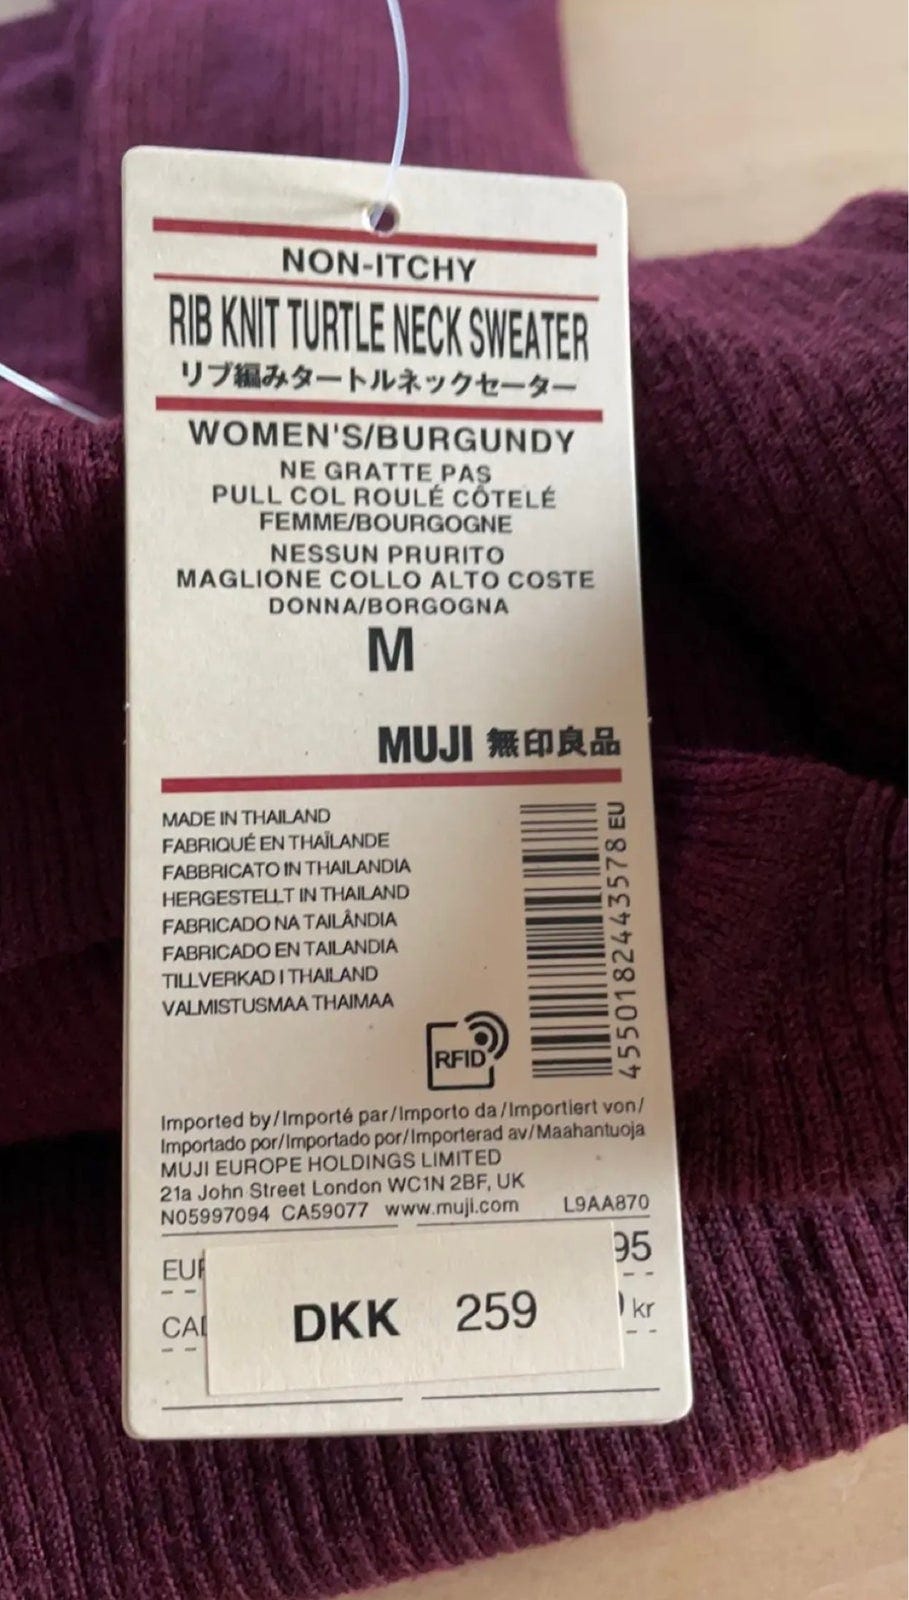 NON-ITCHY
RIB KNIT TURTLE NECK SWEATER
リブ編みタートルネックセーター
WOMEN'S/BURGUNDY
NE GRATTE PAS
PULL COL ROULÉ CÔTELÉ
FEMME/BOURGOGNE
NESSUN PRURITO
MAGLIONE COLLO ALTO COSTE
DONNA/BORGOGNA
M
MUJI 無印良品
MADE IN THAILAND
FABRIQUÉ EN THAÏLANDE
FABBRICATO IN THAILANDIA
HERGESTELLT IN THAILAND
FABRICADO NA TAILÂNDIA
FABRICADO EN TAILANDIA
TILLVERKAD I THAILAND
VALMISTUSMAA THAIMAA
4550182443578 EU
RFID
Imported by/Importé par/Importo da/Importiert von/
Importado por/Importado por/Importerad av/Maahantuoja
MUJI EUROPE HOLDINGS LIMITED
21a John Street London WC1N 2BF, UK
N05997094 CA59077 www.muji.com L9AA870
95
kr
DKK 259